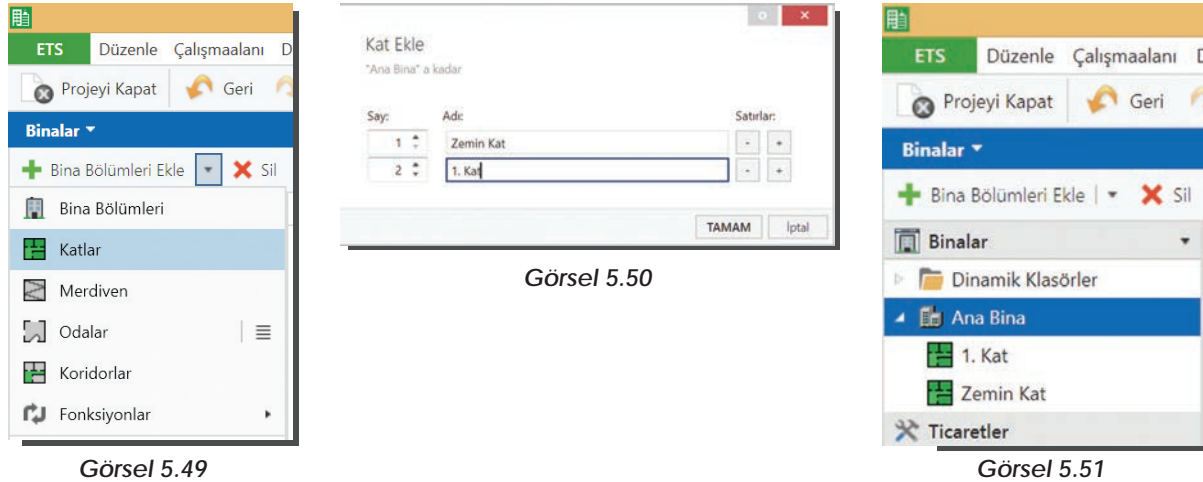 ETS Düzenle Çalışmaalanı D
Projeyi Kapat Geri
Binalar
Bina Bölümleri Ekle Sil
Bina Bölümleri
Katlar
Merdiven
Odalar
Koridorlar
Fonksiyonlar
Görsel 5.49
Kat Ekle
"Ana Bina" a kadar
Say: Adı: Satırlar:
1 Zemin Kat - +
2 1. Kat - +
TAMAM İptal
Görsel 5.50
ETS Düzenle Çalışmaalanı D
Projeyi Kapat Geri
Binalar
Bina Bölümleri Ekle Sil
Binalar
Dinamik Klasörler
Ana Bina
1. Kat
Zemin Kat
Ticaretler
Görsel 5.51